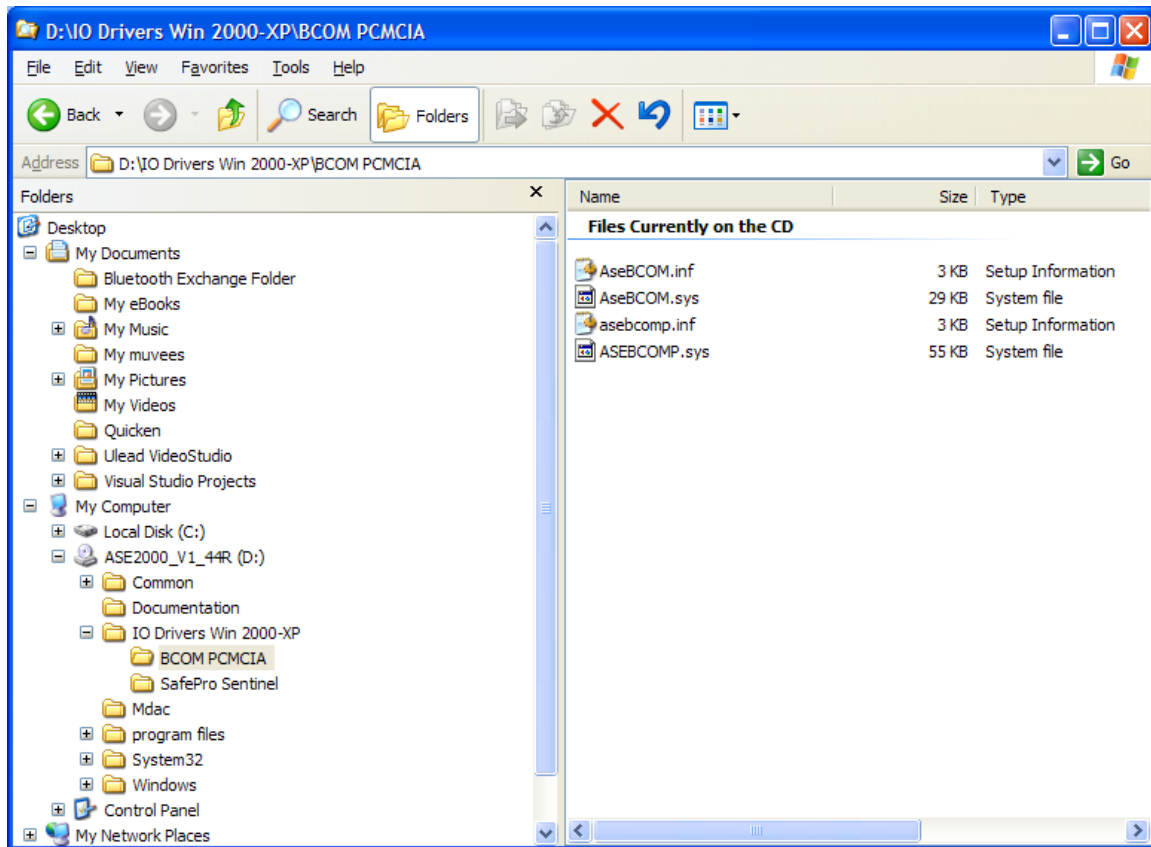 D:\IO Drivers Win 2000-XP\BCOM PCMCIA
File Edit View Favorites Tools Help
Back Search Folders
Address D:\IO Drivers Win 2000-XP\BCOM PCMCIA Go
Folders
Desktop
My Documents
Bluetooth Exchange Folder
My eBooks
My Music
My muvees
My Pictures
My Videos
Quicken
Ulead VideoStudio
Visual Studio Projects
My Computer
Local Disk (C:)
ASE2000_V1_44R (D:)
Common
Documentation
IO Drivers Win 2000-XP
BCOM PCMCIA
SafePro Sentinel
Mdac
program files
System32
Windows
Control Panel
My Network Places
Name Size Type
Files Currently on the CD
AseBCOM.inf 3 KB Setup Information
AseBCOM.sys 29 KB System file
asebcomp.inf 3 KB Setup Information
ASEBCOMP.sys 55 KB System file